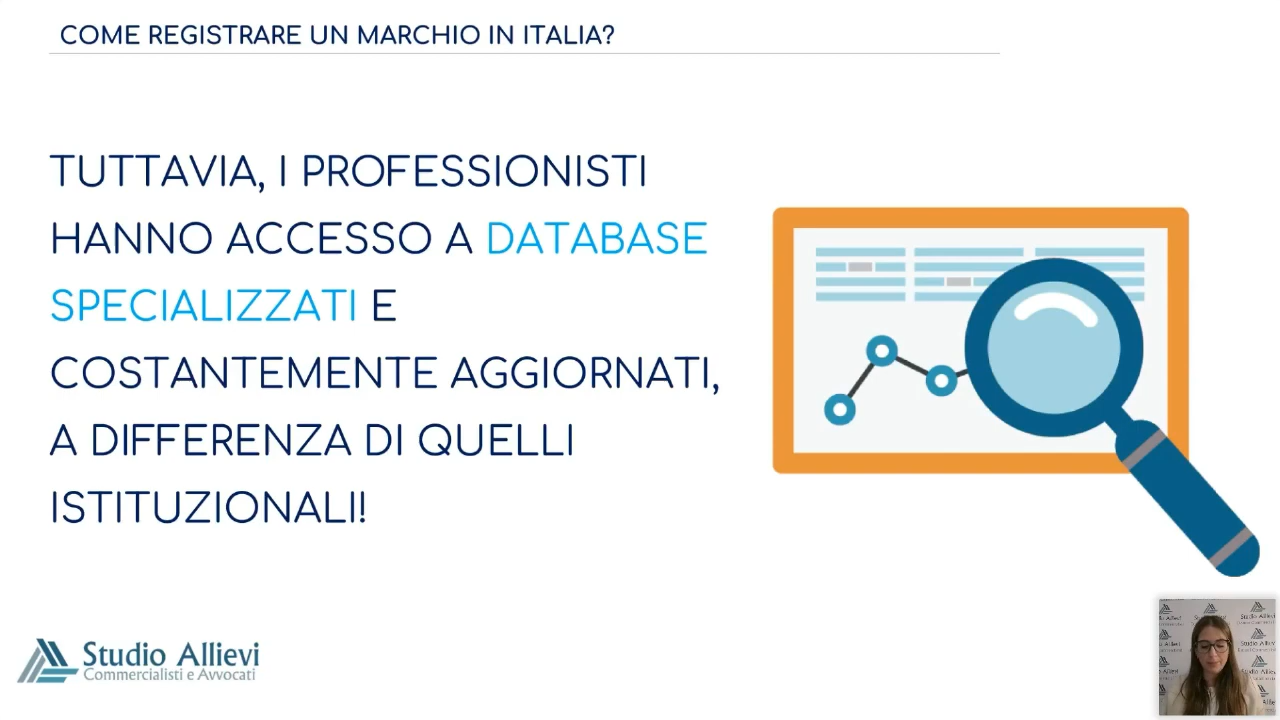 COME REGISTRARE UN MARCHIO IN ITALIA?
TUTTAVIA, I PROFESSIONISTI
HANNO ACCESSO A DATABASE
SPECIALIZZATI E
COSTANTEMENTE AGGIORNATI,
A DIFFERENZA DI QUELLI
ISTITUZIONALI!
Studio Allievi
Commercialisti e Avvocati